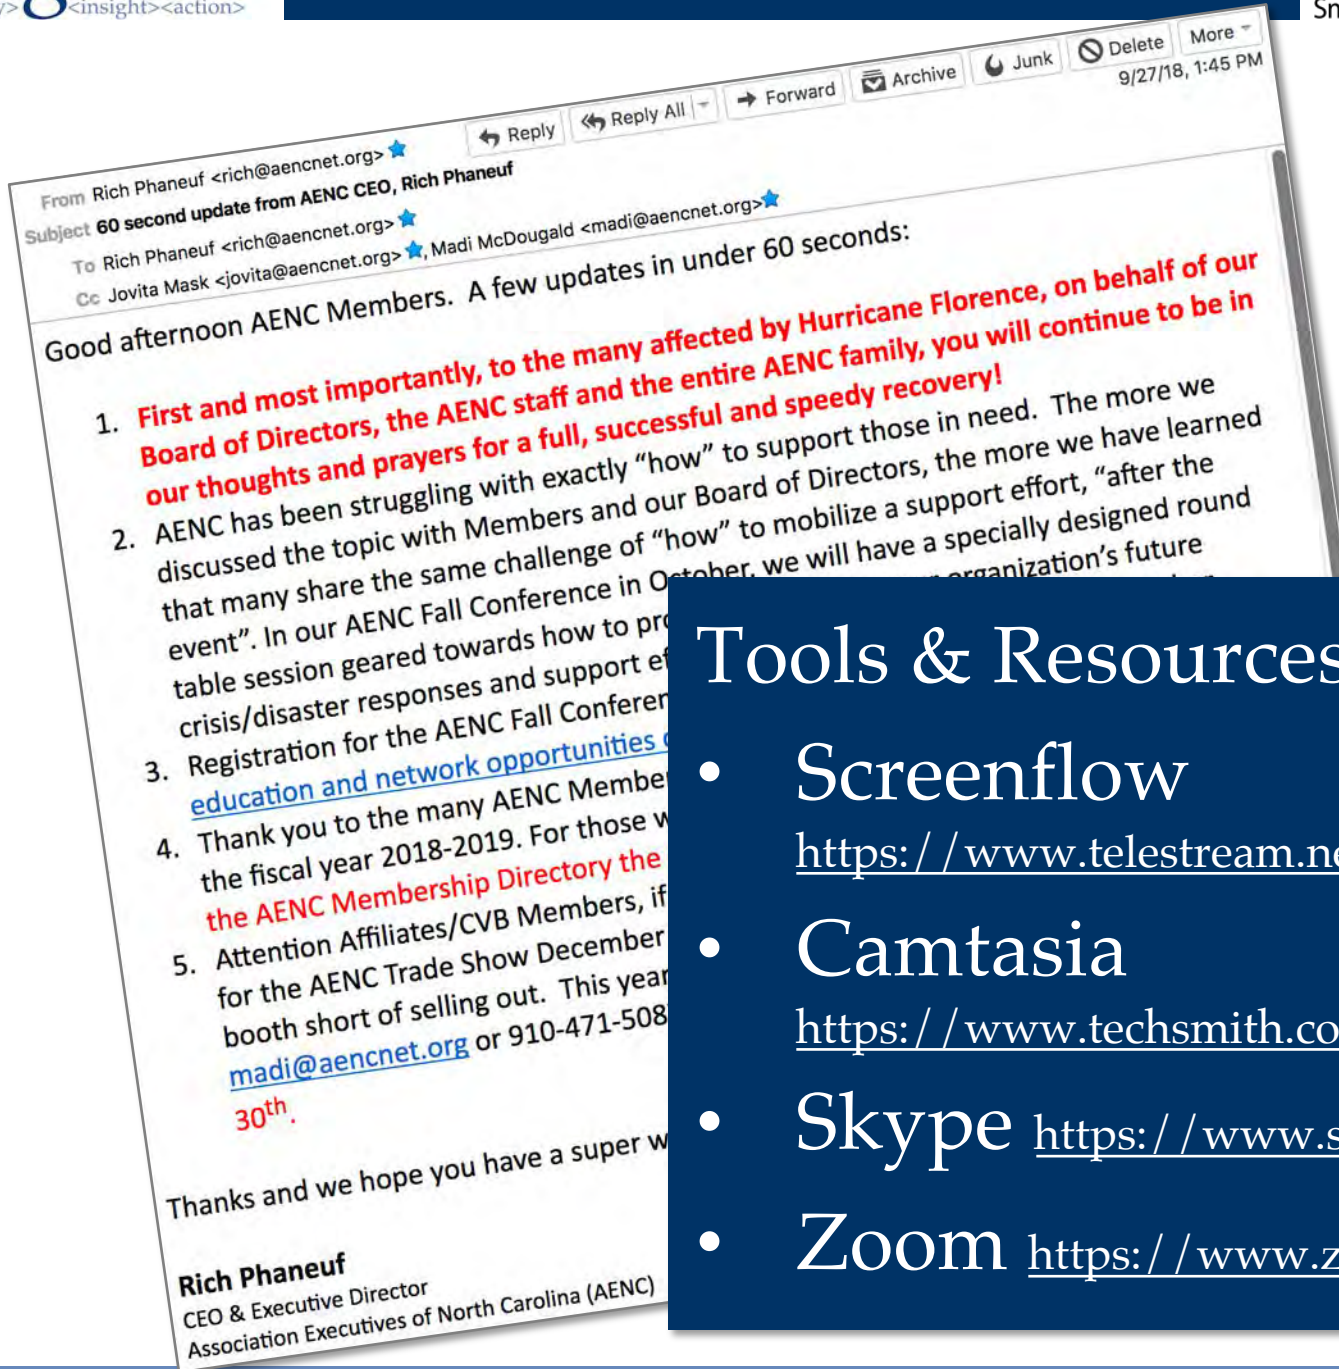 <insight><action>
Reply
Reply All
Forward
Archive
Junk
Delete
More
From Rich Phaneuf <rich@aencnet.org>
9/27/18, 1:45 PM
Subject 60 second update from AENC CEO, Rich Phaneuf
To Rich Phaneuf <rich@aencnet.org>
Cc Jovita Mask <jovita@aencnet.org>, Madi McDougald <madi@aencnet.org>
Good afternoon AENC Members.  A few updates in under 60 seconds:
1. First and most importantly, to the many affected by Hurricane Florence, on behalf of our
Board of Directors, the AENC staff and the entire AENC family, you will continue to be in
our thoughts and prayers for a full, successful and speedy recovery!
2. AENC has been struggling with exactly “how” to support those in need.  The more we
discussed the topic with Members and our Board of Directors, the more we have learned
that many share the same challenge of “how” to mobilize a support effort, “after the
event”. In our AENC Fall Conference in October, we will have a specially designed round
table session geared towards how to pro organization’s future
crisis/disaster responses and support ef
3. Registration for the AENC Fall Conferen
education and network opportunities
4. Thank you to the many AENC Membe
the fiscal year 2018-2019. For those w
the AENC Membership Directory the
5. Attention Affiliates/CVB Members, if
for the AENC Trade Show December
booth short of selling out.  This year
madi@aencnet.org or 910-471-508
30th.
Thanks and we hope you have a super w
Rich Phaneuf
CEO & Executive Director
Association Executives of North Carolina (AENC)
Tools & Resources
• Screenflow
https://www.telestream.ne
• Camtasia
https://www.techsmith.co
• Skype https://www.s
• Zoom https://www.z